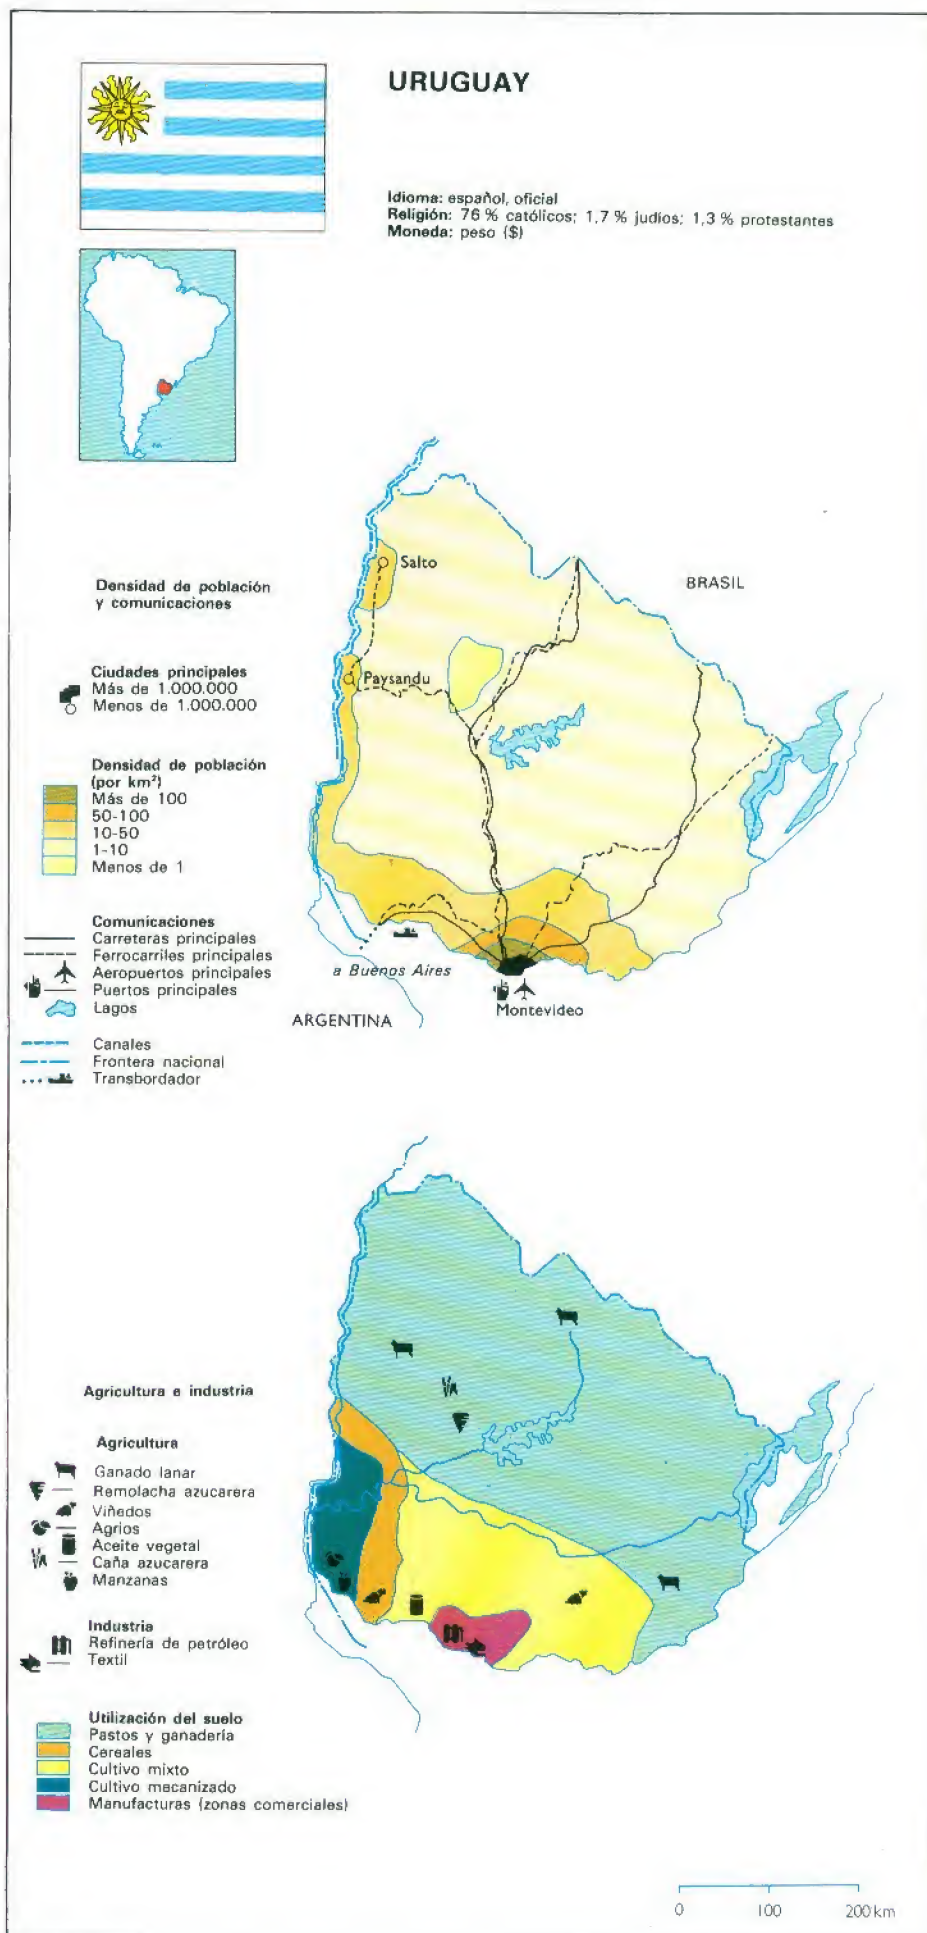 URUGUAY
Idioma: español, oficial
Religión: 76 % católicos; 1,7 % judíos; 1,3 % protestantes
Moneda: peso ($)
Densidad de población
y comunicaciones
Ciudades principales
Más de 1.000.000
Menos de 1.000.000
Densidad de población
(por km²)
Más de 100
50-100
10-50
1-10
Menos de 1
Comunicaciones
Carreteras principales
Ferrocarriles principales
Aeropuertos principales
Puertos principales
Lagos
Canales
Frontera nacional
Transbordador
Salto
BRASIL
Paysandu
a Buenos Aires
Montevideo
ARGENTINA
Agricultura e industria
Agricultura
Ganado lanar
Remolacha azucarera
Viñedos
Agrios
Aceite vegetal
Caña azucarera
Manzanas
Industria
Refinería de petróleo
Textil
Utilización del suelo
Pastos y ganadería
Cereales
Cultivo mixto
Cultivo mecanizado
Manufacturas (zonas comerciales)
0 100 200 km